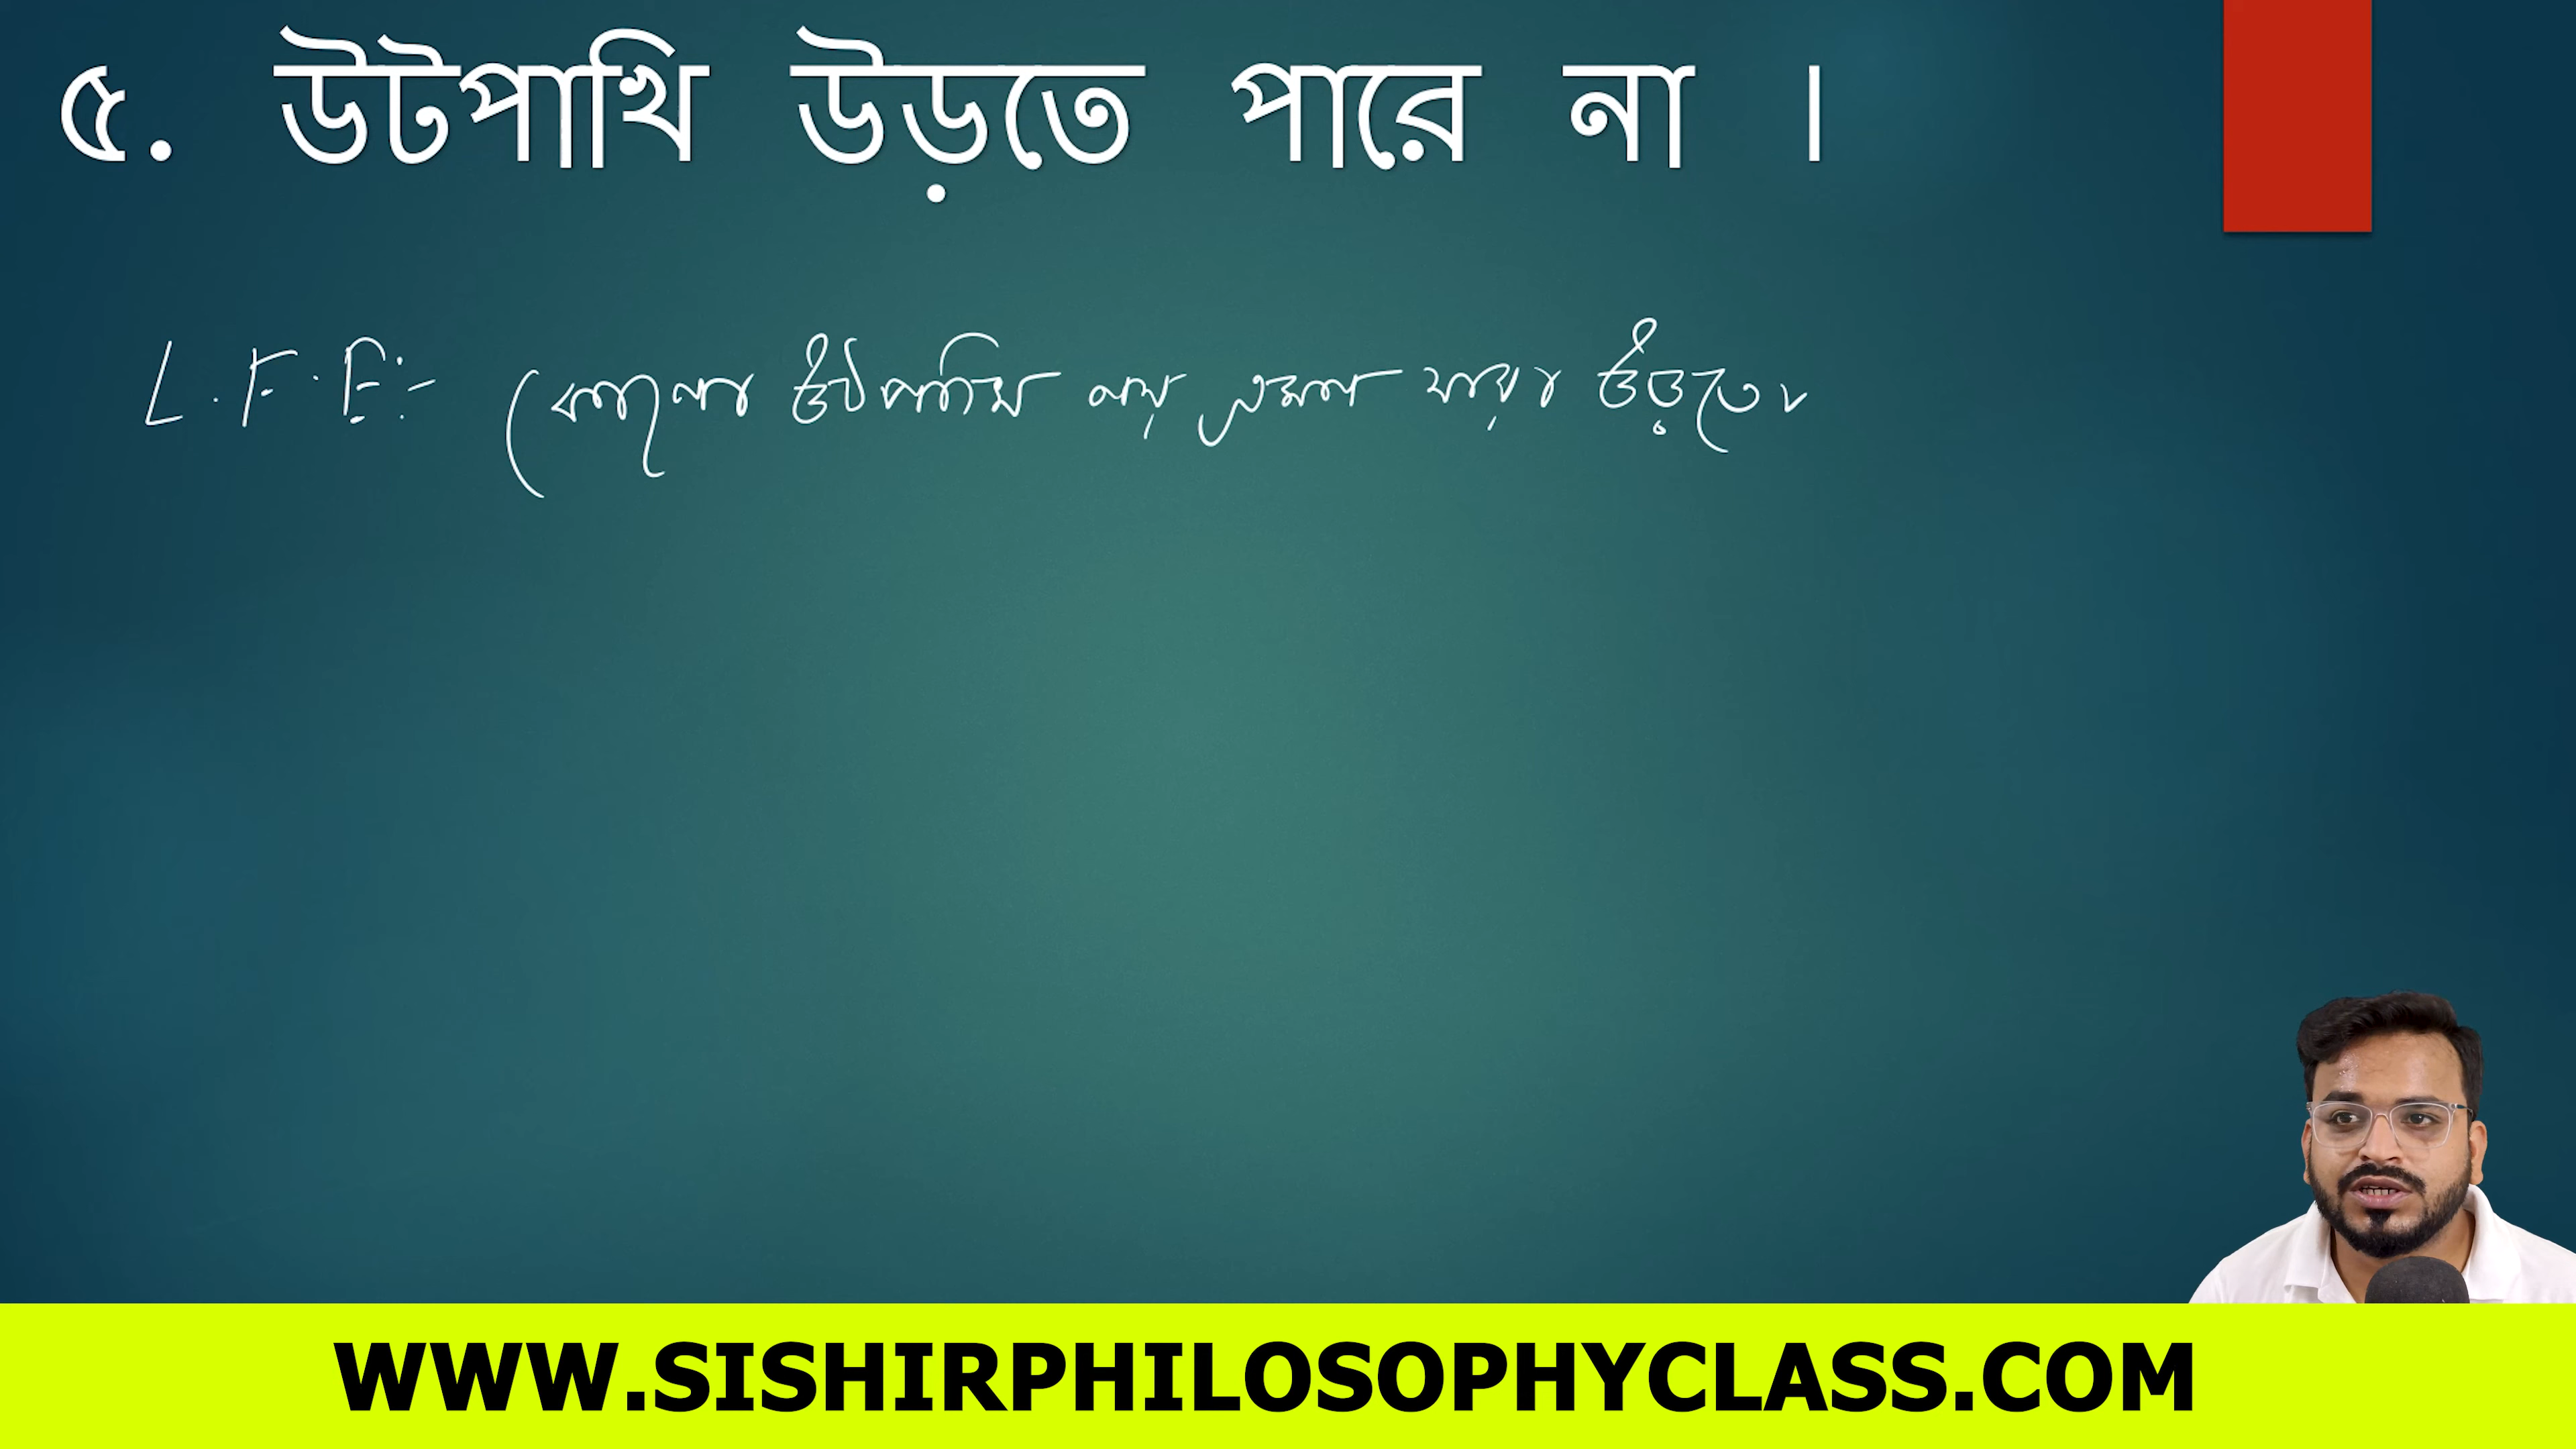 ৫. উটপাখি উড়তে পারে না ।
L.F.E:- (কোনো উটপাখি নয় এমন যারা উড়তে
WWW.SISHIRPHILOSOPHYCLASS.COM